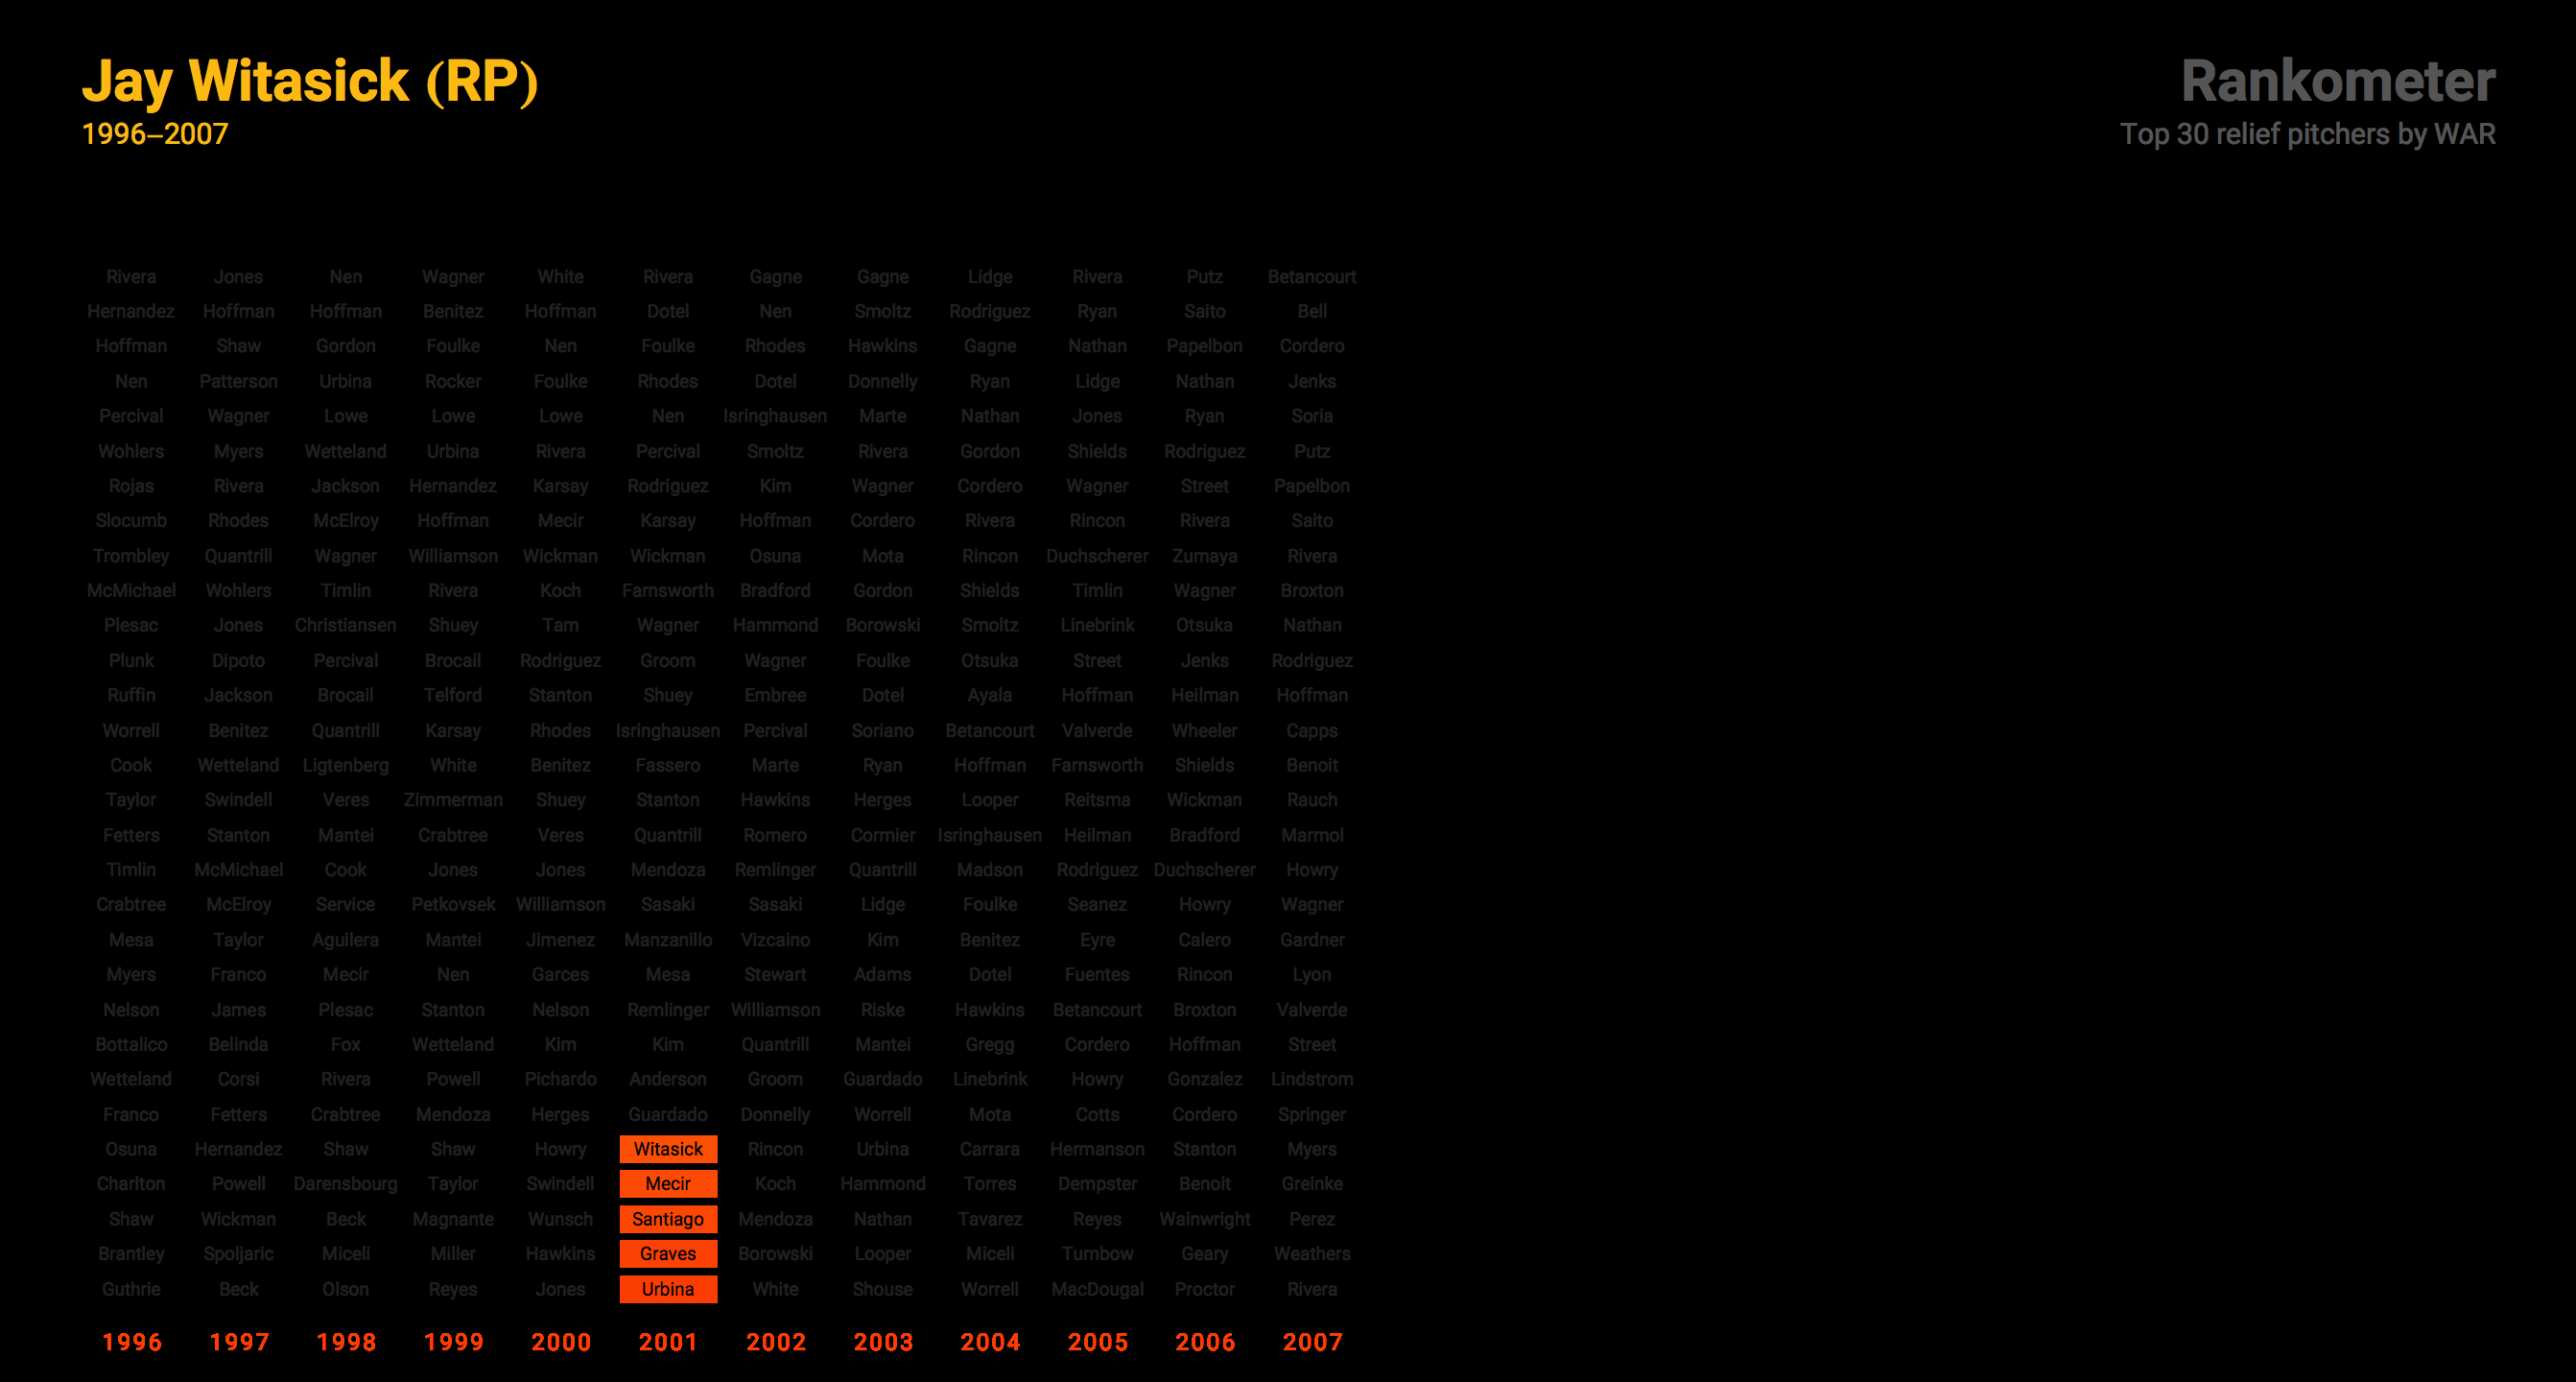 Jay Witasick (RP)
1996–2007
Rankometer
Top 30 relief pitchers by WAR
Rivera Jones Nen Wagner White Rivera Gagne Gagne Lidge Rivera Putz Betancourt
Hernandez Hoffman Hoffman Benitez Hoffman Dotel Nen Smoltz Rodriguez Ryan Saito Bell
Hoffman Shaw Gordon Foulke Nen Foulke Rhodes Hawkins Gagne Nathan Papelbon Cordero
Nen Patterson Urbina Rocker Foulke Rhodes Dotel Donnelly Ryan Lidge Nathan Jenks
Percival Wagner Lowe Lowe Lowe Nen Isringhausen Marte Nathan Jones Ryan Soria
Wohlers Myers Wetteland Urbina Rivera Percival Smoltz Rivera Gordon Shields Rodriguez Putz
Rojas Rivera Jackson Hernandez Karsay Rodriguez Kim Wagner Cordero Wagner Street Papelbon
Slocumb Rhodes McElroy Hoffman Mecir Karsay Hoffman Cordero Rivera Rincon Rivera Saito
Trombley Quantrill Wagner Williamson Wickman Wickman Osuna Mota Rincon Duchscherer Zumaya Rivera
McMichael Wohlers Timlin Rivera Koch Farnsworth Bradford Gordon Shields Timlin Wagner Broxton
Plesac Jones Christiansen Shuey Tam Wagner Hammond Borowski Smoltz Linebrink Otsuka Nathan
Plunk Dipoto Percival Brocail Rodriguez Groom Wagner Foulke Otsuka Street Jenks Rodriguez
Ruffin Jackson Brocail Telford Stanton Shuey Embree Dotel Ayala Hoffman Heilman Hoffman
Worrell Benitez Quantrill Karsay Rhodes Isringhausen Percival Soriano Betancourt Valverde Wheeler Capps
Cook Wetteland Ligtenberg White Benitez Fassero Marte Ryan Hoffman Farnsworth Shields Benoit
Taylor Swindell Veres Zimmerman Shuey Stanton Hawkins Herges Looper Reitsma Wickman Rauch
Fetters Stanton Mantei Crabtree Veres Quantrill Romero Cormier Isringhausen Heilman Bradford Marmol
Timlin McMichael Cook Jones Jones Mendoza Remlinger Quantrill Madson Rodriguez Duchscherer Howry
Crabtree McElroy Service Petkovsek Williamson Sasaki Sasaki Lidge Foulke Seanez Howry Wagner
Mesa Taylor Aguilera Mantei Jimenez Manzanillo Vizcaino Kim Benitez Eyre Calero Gardner
Myers Franco Mecir Nen Garces Mesa Stewart Adams Dotel Fuentes Rincon Lyon
Nelson James Plesac Stanton Nelson Remlinger Williamson Riske Hawkins Betancourt Broxton Valverde
Bottalico Belinda Fox Wetteland Kim Kim Quantrill Mantei Gregg Cordero Hoffman Street
Wetteland Corsi Rivera Powell Pichardo Anderson Groom Guardado Linebrink Howry Gonzalez Lindstrom
Franco Fetters Crabtree Mendoza Herges Guardado Donnelly Worrell Mota Cotts Cordero Springer
Osuna Hernandez Shaw Shaw Howry Witasick Rincon Urbina Carrara Hermanson Stanton Myers
Charlton Powell Darensbourg Taylor Swindell Mecir Koch Hammond Torres Dempster Benoit Greinke
Shaw Wickman Beck Magnante Wunsch Santiago Mendoza Nathan Tavarez Reyes Wainwright Perez
Brantley Spoljaric Miceli Miller Hawkins Graves Borowski Looper Miceli Turnbow Geary Weathers
Guthrie Beck Olson Reyes Jones Urbina White Shouse Worrell MacDougal Proctor Rivera
1996 1997 1998 1999 2000 2001 2002 2003 2004 2005 2006 2007